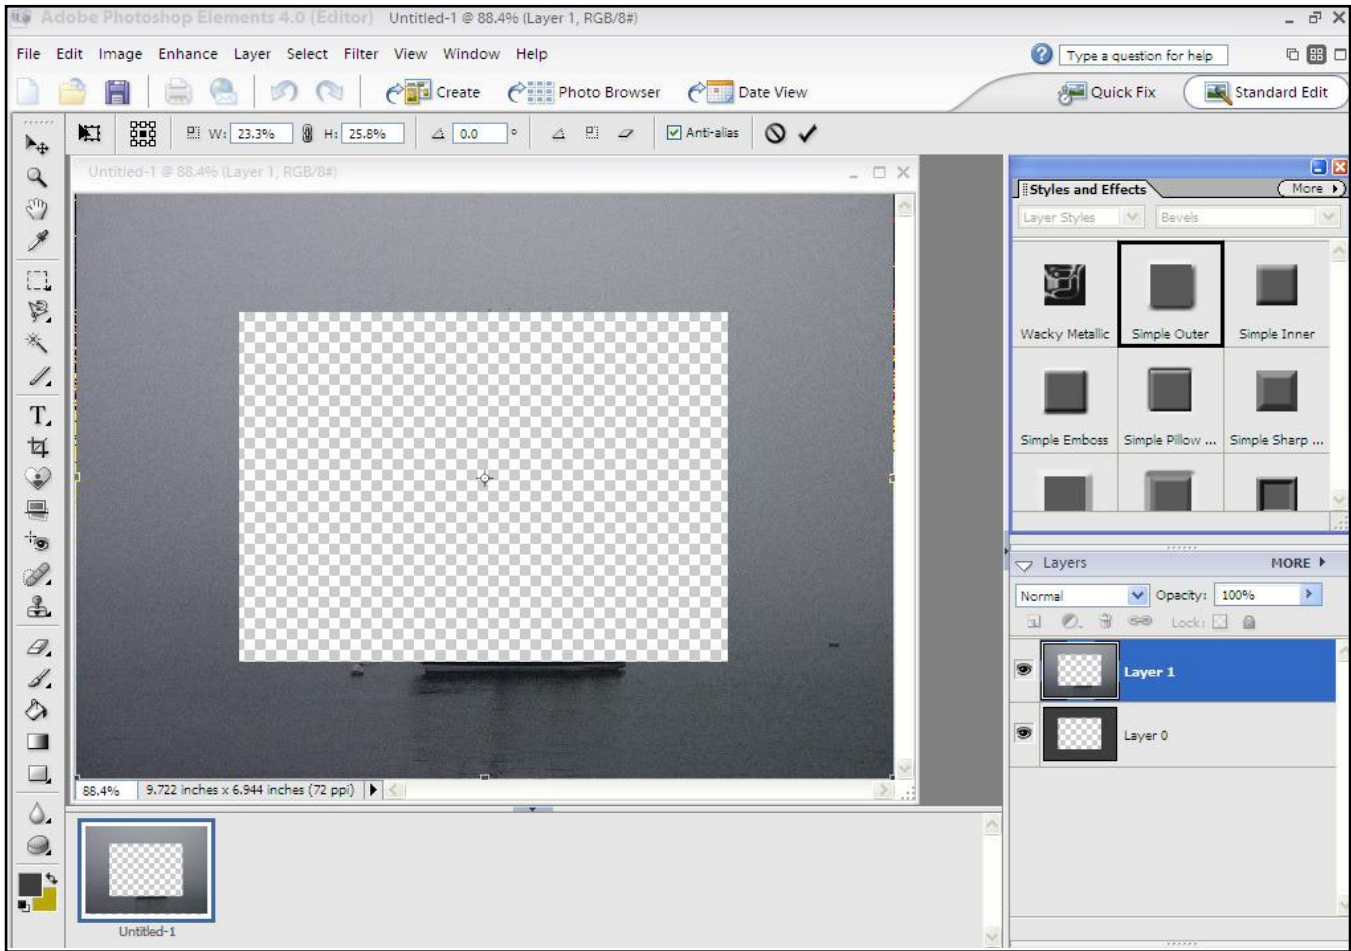 Adobe Photoshop Elements 4.0 (Editor) Untitled-1 @ 88.4% (Layer 1, RGB/8#)
File Edit Image Enhance Layer Select Filter View Window Help
Type a question for help
Create Photo Browser Date View
Quick Fix Standard Edit
W: 23.3% H: 25.8% 0.0 ° Anti-alias
Untitled-1 @ 88.4% (Layer 1, RGB/8#)
Styles and Effects More
Layer Styles Bevels
Wacky Metallic Simple Outer Simple Inner
Simple Emboss Simple Pillow ... Simple Sharp ...
Layers MORE
Normal Opacity: 100%
Lock:
Layer 1
Layer 0
88.4% 9.722 inches x 6.944 inches (72 ppi)
Untitled-1